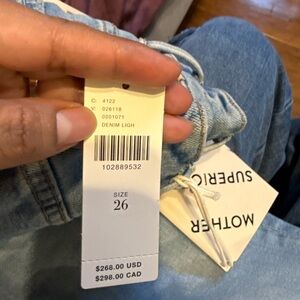 C: 4122
V: 026118
0001071
DENIM LIGH
102889532
SIZE
26
$268.00 USD
$298.00 CAD
MOTHER
SUPERIO